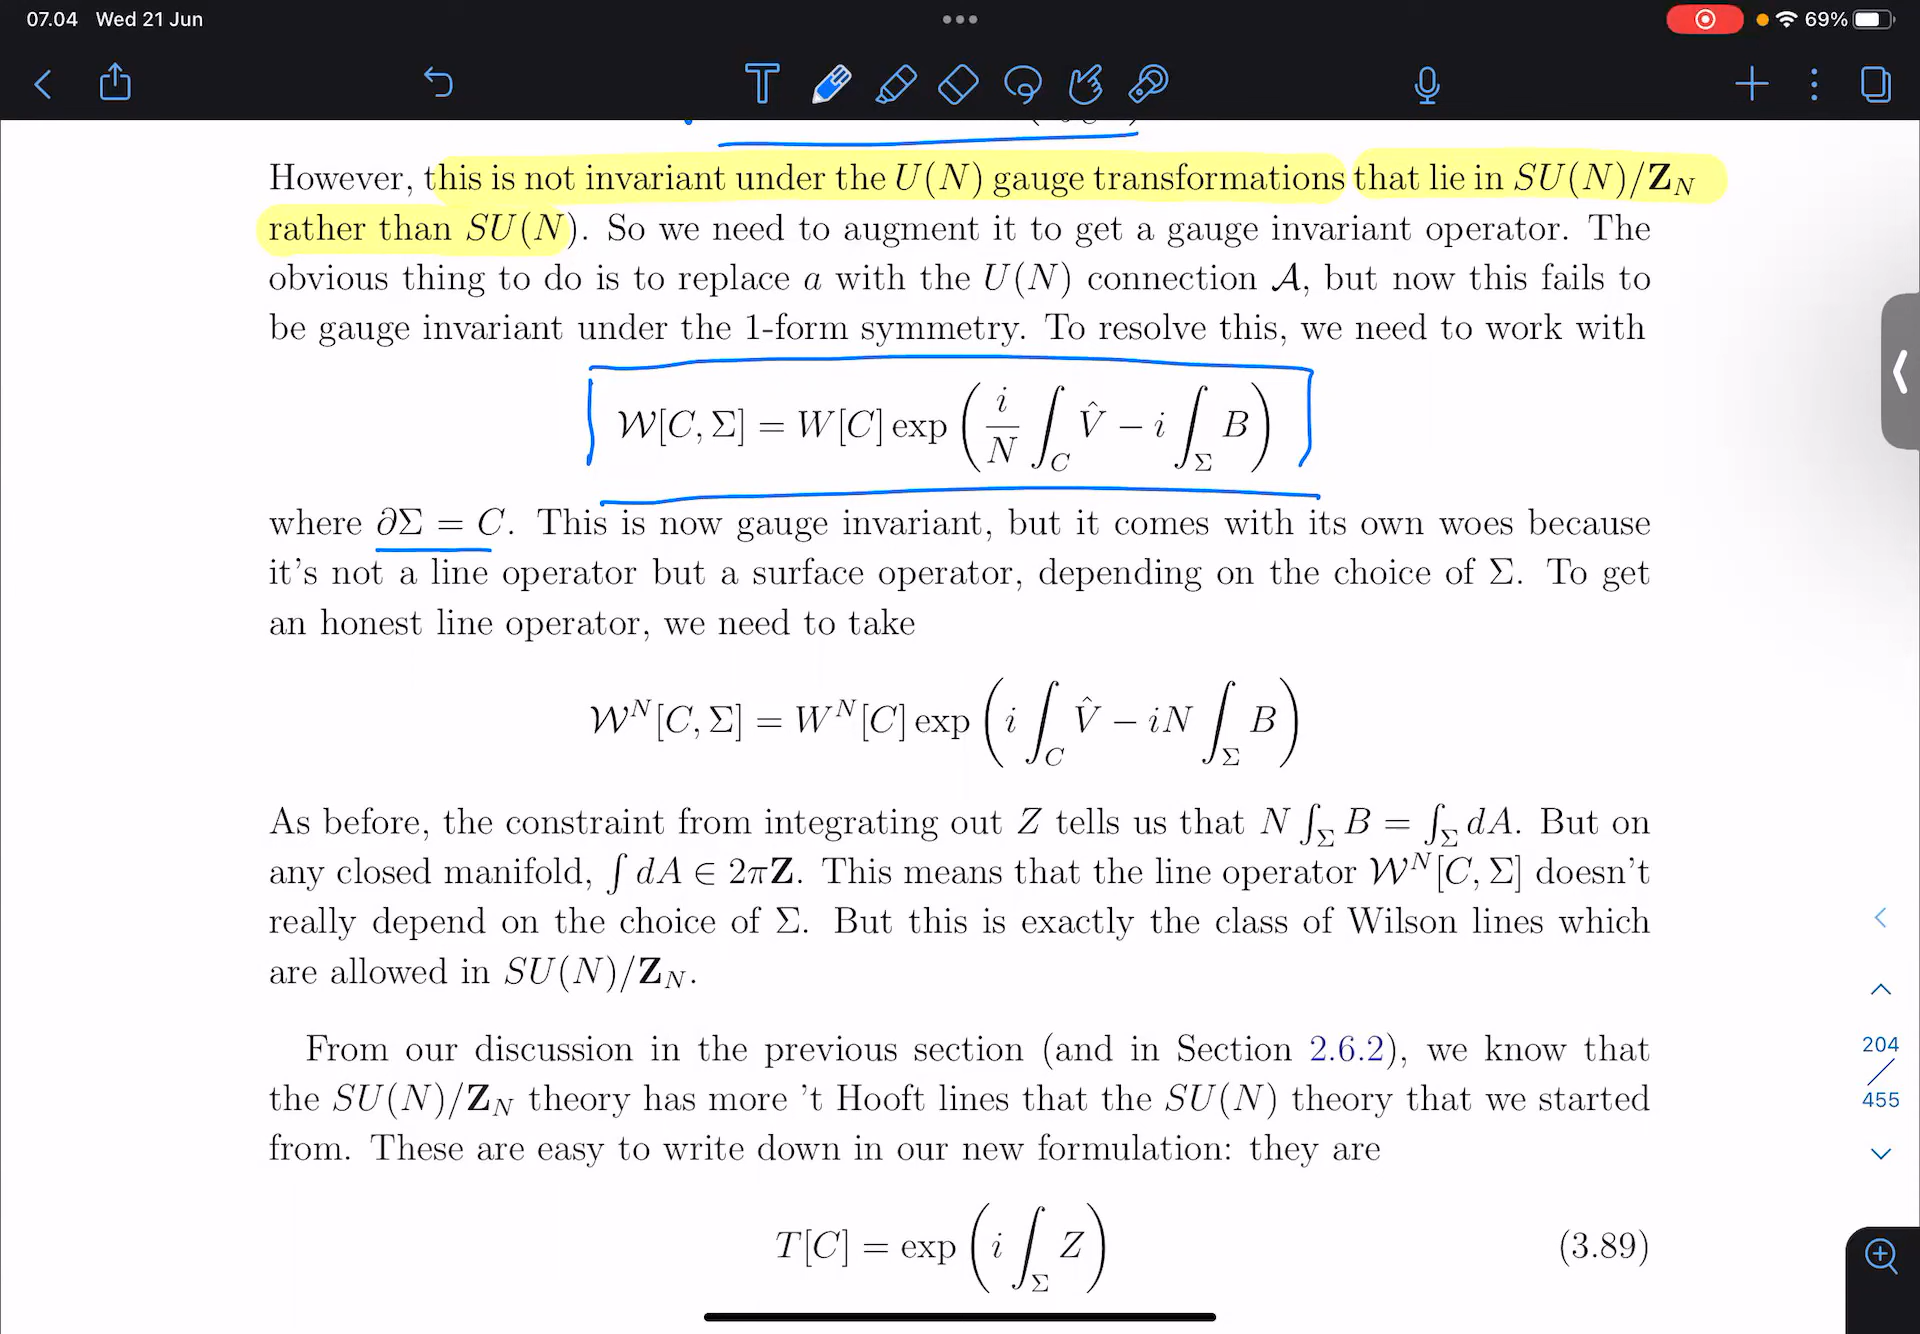 07.04 Wed 21 Jun
69%
However, this is not invariant under the U(N) gauge transformations that lie in SU(N)/Z_N
rather than SU(N). So we need to augment it to get a gauge invariant operator. The
obvious thing to do is to replace a with the U(N) connection 𝒜, but now this fails to
be gauge invariant under the 1-form symmetry. To resolve this, we need to work with
𝒲[C, Σ] = W[C] exp ( i/N ∫_C V̂ − i ∫_Σ B )
where ∂Σ = C. This is now gauge invariant, but it comes with its own woes because
it's not a line operator but a surface operator, depending on the choice of Σ. To get
an honest line operator, we need to take
𝒲^N[C, Σ] = W^N[C] exp ( i ∫_C V̂ − iN ∫_Σ B )
As before, the constraint from integrating out Z tells us that N ∫_Σ B = ∫_Σ dA. But on
any closed manifold, ∫ dA ∈ 2πZ. This means that the line operator 𝒲^N[C, Σ] doesn't
really depend on the choice of Σ. But this is exactly the class of Wilson lines which
are allowed in SU(N)/Z_N.
From our discussion in the previous section (and in Section 2.6.2), we know that
the SU(N)/Z_N theory has more 't Hooft lines that the SU(N) theory that we started
from. These are easy to write down in our new formulation: they are
T[C] = exp ( i ∫_Σ Z ) (3.89)
204
/
455